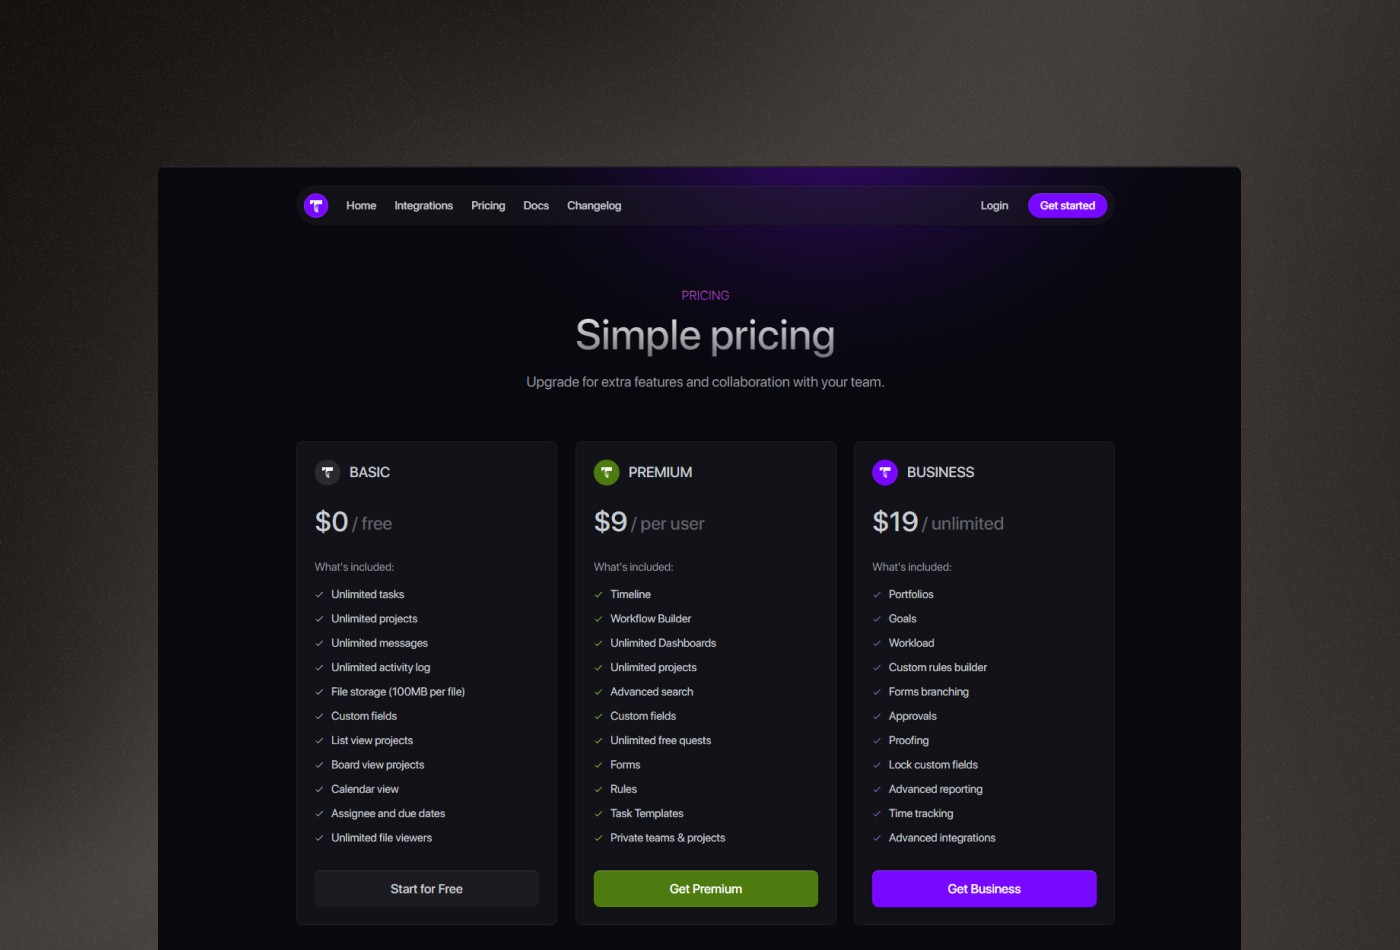 Home Integrations Pricing Docs Changelog Login Get started
PRICING
Simple pricing
Upgrade for extra features and collaboration with your team.
BASIC
$0 / free
What's included:
Unlimited tasks
Unlimited projects
Unlimited messages
Unlimited activity log
File storage (100MB per file)
Custom fields
List view projects
Board view projects
Calendar view
Assignee and due dates
Unlimited file viewers
Start for Free
PREMIUM
$9 / per user
What's included:
Timeline
Workflow Builder
Unlimited Dashboards
Unlimited projects
Advanced search
Custom fields
Unlimited free quests
Forms
Rules
Task Templates
Private teams & projects
Get Premium
BUSINESS
$19 / unlimited
What's included:
Portfolios
Goals
Workload
Custom rules builder
Forms branching
Approvals
Proofing
Lock custom fields
Advanced reporting
Time tracking
Advanced integrations
Get Business